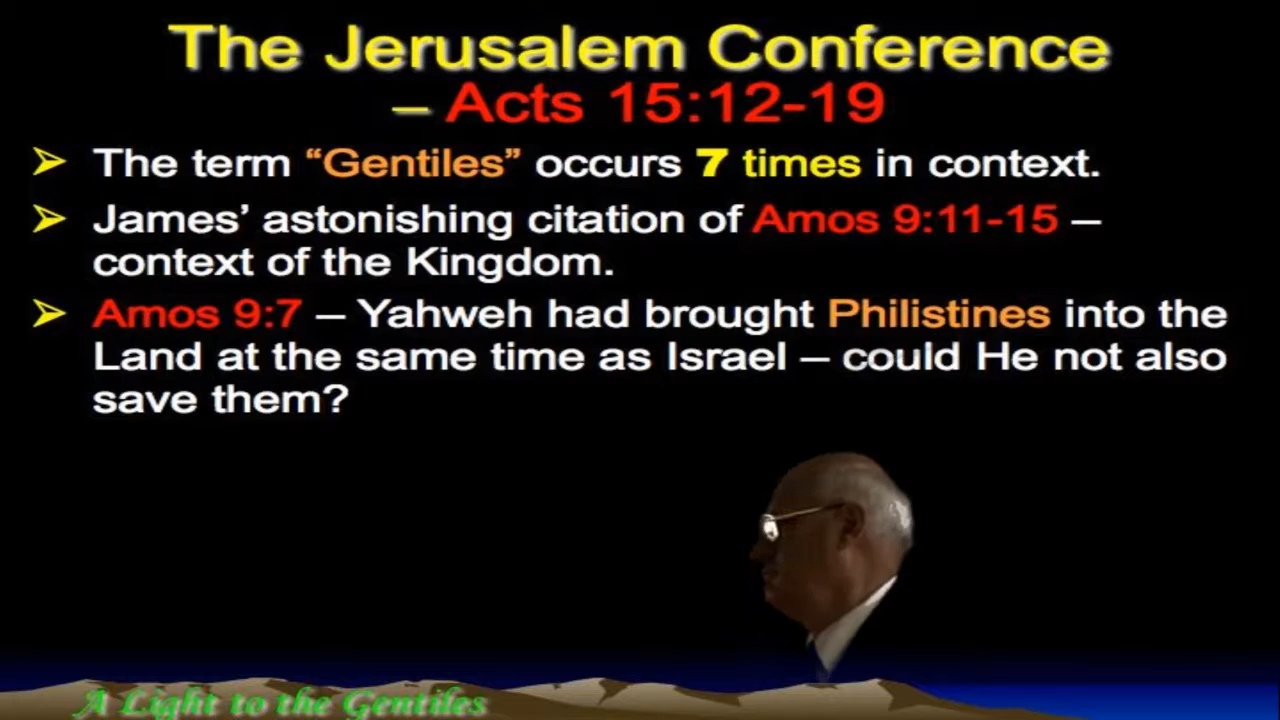 The Jerusalem Conference
– Acts 15:12-19
➢ The term “Gentiles” occurs 7 times in context.
➢ James’ astonishing citation of Amos 9:11-15 –
context of the Kingdom.
➢ Amos 9:7 – Yahweh had brought Philistines into the
Land at the same time as Israel – could He not also
save them?
A Light to the Gentiles